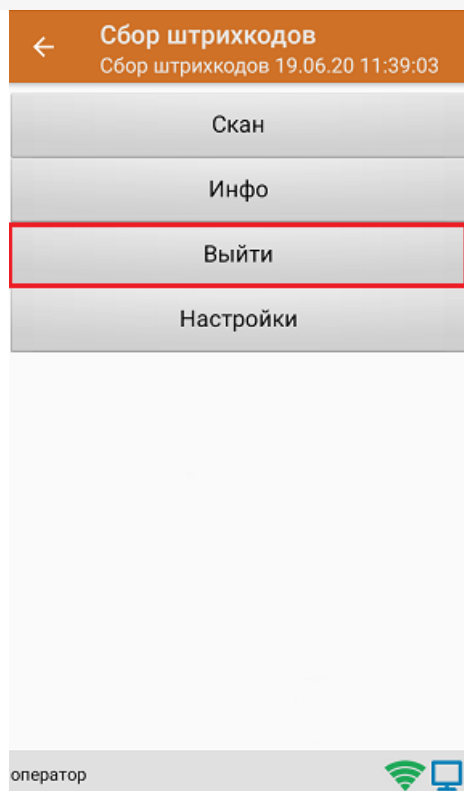 Сбор штрихкодов
Сбор штрихкодов 19.06.20 11:39:03
Скан
Инфо
Выйти
Настройки
оператор